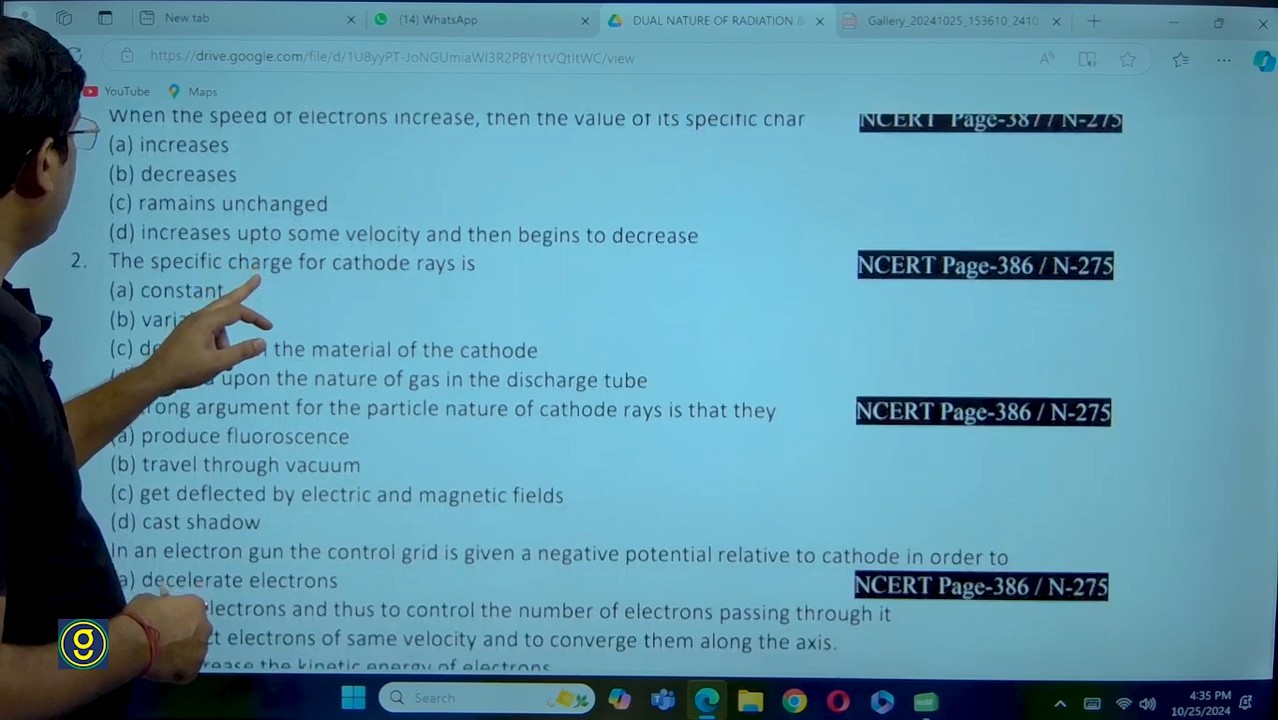 New tab
(14) WhatsApp
DUAL NATURE OF RADIATION &
Gallery_20241025_153610_2410
https://drive.google.com/file/d/1U8yyPT-JoNGUmiaWI3R2PBY1tVQtItWC/view
YouTube
Maps
When the speed of electrons increase, then the value of its specific char
NCERT Page-387 / N-275
(a) increases
(b) decreases
(c) ramains unchanged
(d) increases upto some velocity and then begins to decrease
2. The specific charge for cathode rays is
NCERT Page-386 / N-275
(a) constant
(b)
(c) the material of the cathode
upon the nature of gas in the discharge tube
argument for the particle nature of cathode rays is that they
NCERT Page-386 / N-275
(a) produce fluoroscence
(b) travel through vacuum
(c) get deflected by electric and magnetic fields
(d) cast shadow
In an electron gun the control grid is given a negative potential relative to cathode in order to
a) decelerate electrons
NCERT Page-386 / N-275
electrons and thus to control the number of electrons passing through it
electrons of same velocity and to converge them along the axis.
the kinetic energy of electrons
g
Search
4:35 PM
10/25/2024